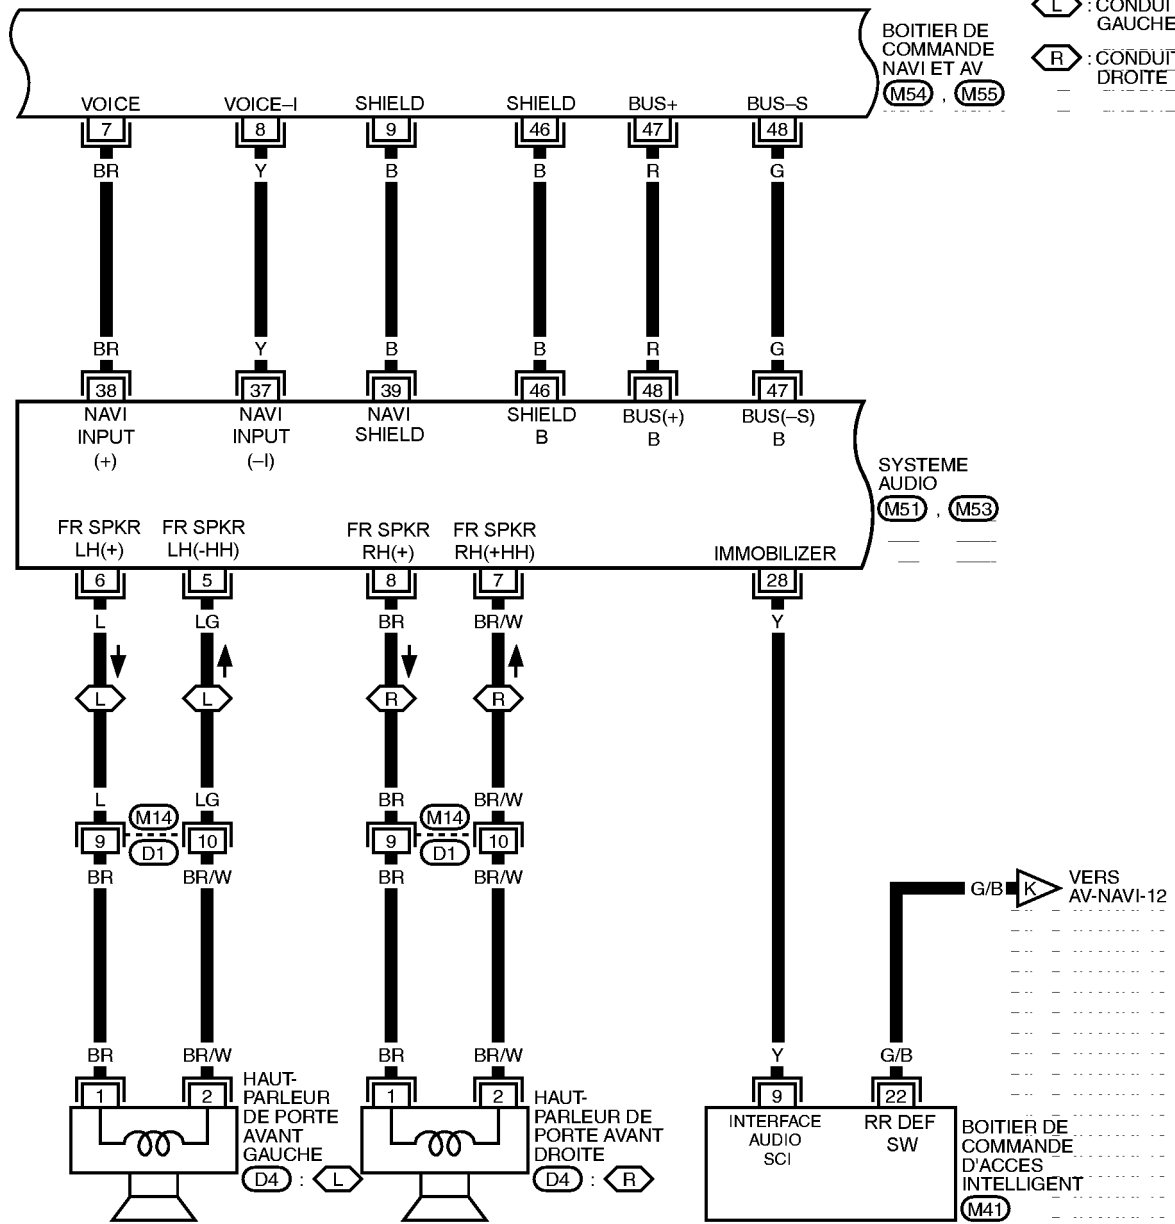 L : CONDUIT
GAUCHE
BOITIER DE
COMMANDE
NAVI ET AV
M54 , M55
R : CONDUIT
DROITE
VOICE VOICE–I SHIELD SHIELD BUS+ BUS–S
7 8 9 46 47 48
BR Y B B R G
BR Y B B R G
38 37 39 46 48 47
NAVI INPUT (+)
NAVI INPUT (–I)
NAVI SHIELD
SHIELD B
BUS(+) B
BUS(–S) B
SYSTEME
AUDIO
M51 , M53
FR SPKR LH(+)
FR SPKR LH(-HH)
FR SPKR RH(+)
FR SPKR RH(+HH)
IMMOBILIZER
6 5 8 7 28
L LG BR BR/W Y
L L R R
L LG BR BR/W
M14 M14
9 10 9 10
D1 D1
BR BR/W BR BR/W
G/B K VERS
AV-NAVI-12
BR BR/W BR BR/W Y G/B
1 2 1 2 9 22
HAUT-
PARLEUR
DE PORTE
AVANT
GAUCHE
D4 : L
HAUT-
PARLEUR DE
PORTE AVANT
DROITE
D4 : R
INTERFACE
AUDIO
SCI
RR DEF
SW
BOITIER DE
COMMANDE
D'ACCES
INTELLIGENT
M41